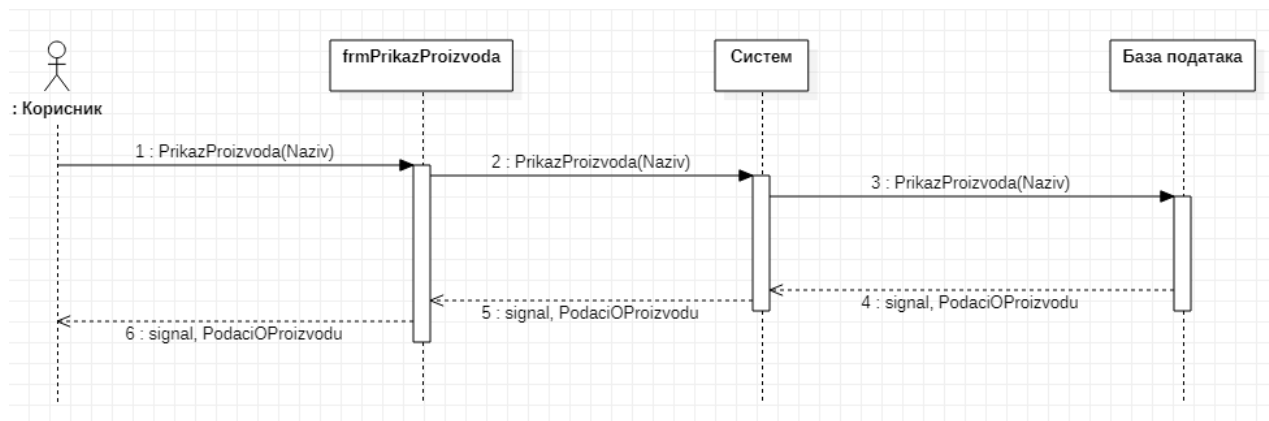 frmPrikazProizvoda
Систем
База података
: Корисник
1 : PrikazProizvoda(Naziv)
2 : PrikazProizvoda(Naziv)
3 : PrikazProizvoda(Naziv)
4 : signal, PodaciOProizvodu
5 : signal, PodaciOProizvodu
6 : signal, PodaciOProizvodu